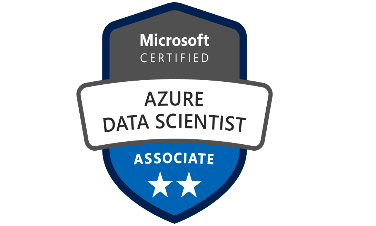 Microsoft
CERTIFIED
AZURE
DATA SCIENTIST
ASSOCIATE